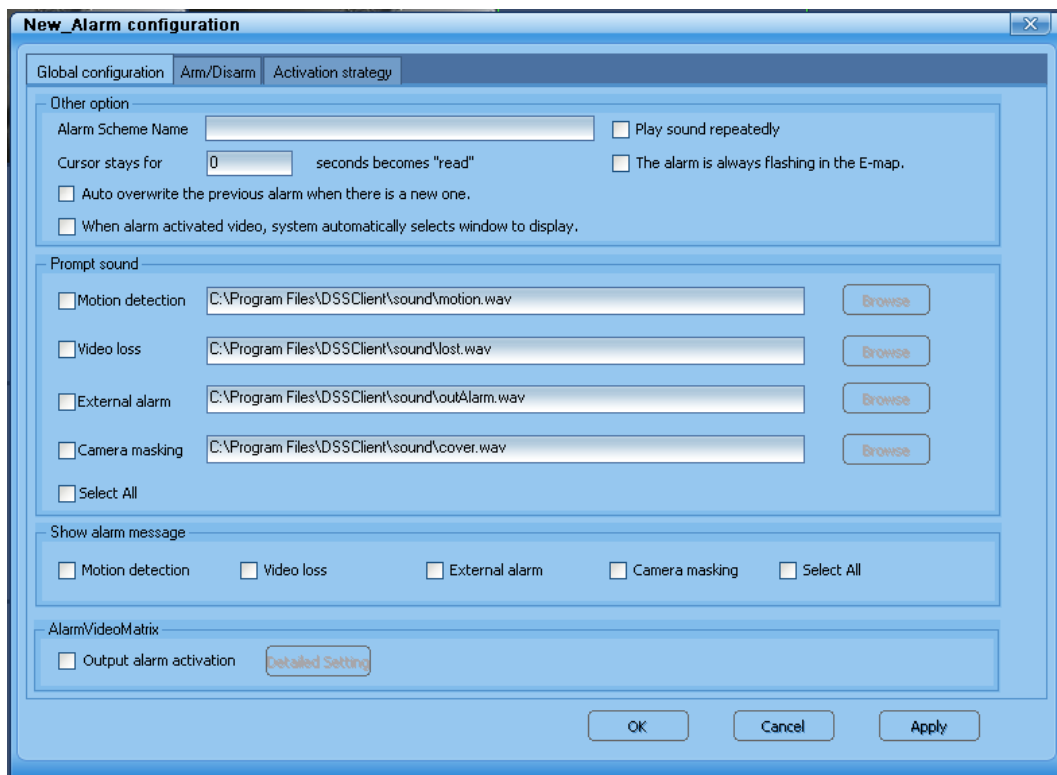 New_Alarm configuration
Global configuration Arm/Disarm Activation strategy
Other option
Alarm Scheme Name Play sound repeatedly
Cursor stays for 0 seconds becomes "read" The alarm is always flashing in the E-map.
Auto overwrite the previous alarm when there is a new one.
When alarm activated video, system automatically selects window to display.
Prompt sound
Motion detection C:\Program Files\DSSClient\sound\motion.wav Browse
Video loss C:\Program Files\DSSClient\sound\lost.wav Browse
External alarm C:\Program Files\DSSClient\sound\outAlarm.wav Browse
Camera masking C:\Program Files\DSSClient\sound\cover.wav Browse
Select All
Show alarm message
Motion detection Video loss External alarm Camera masking Select All
AlarmVideoMatrix
Output alarm activation Detailed Setting
OK Cancel Apply